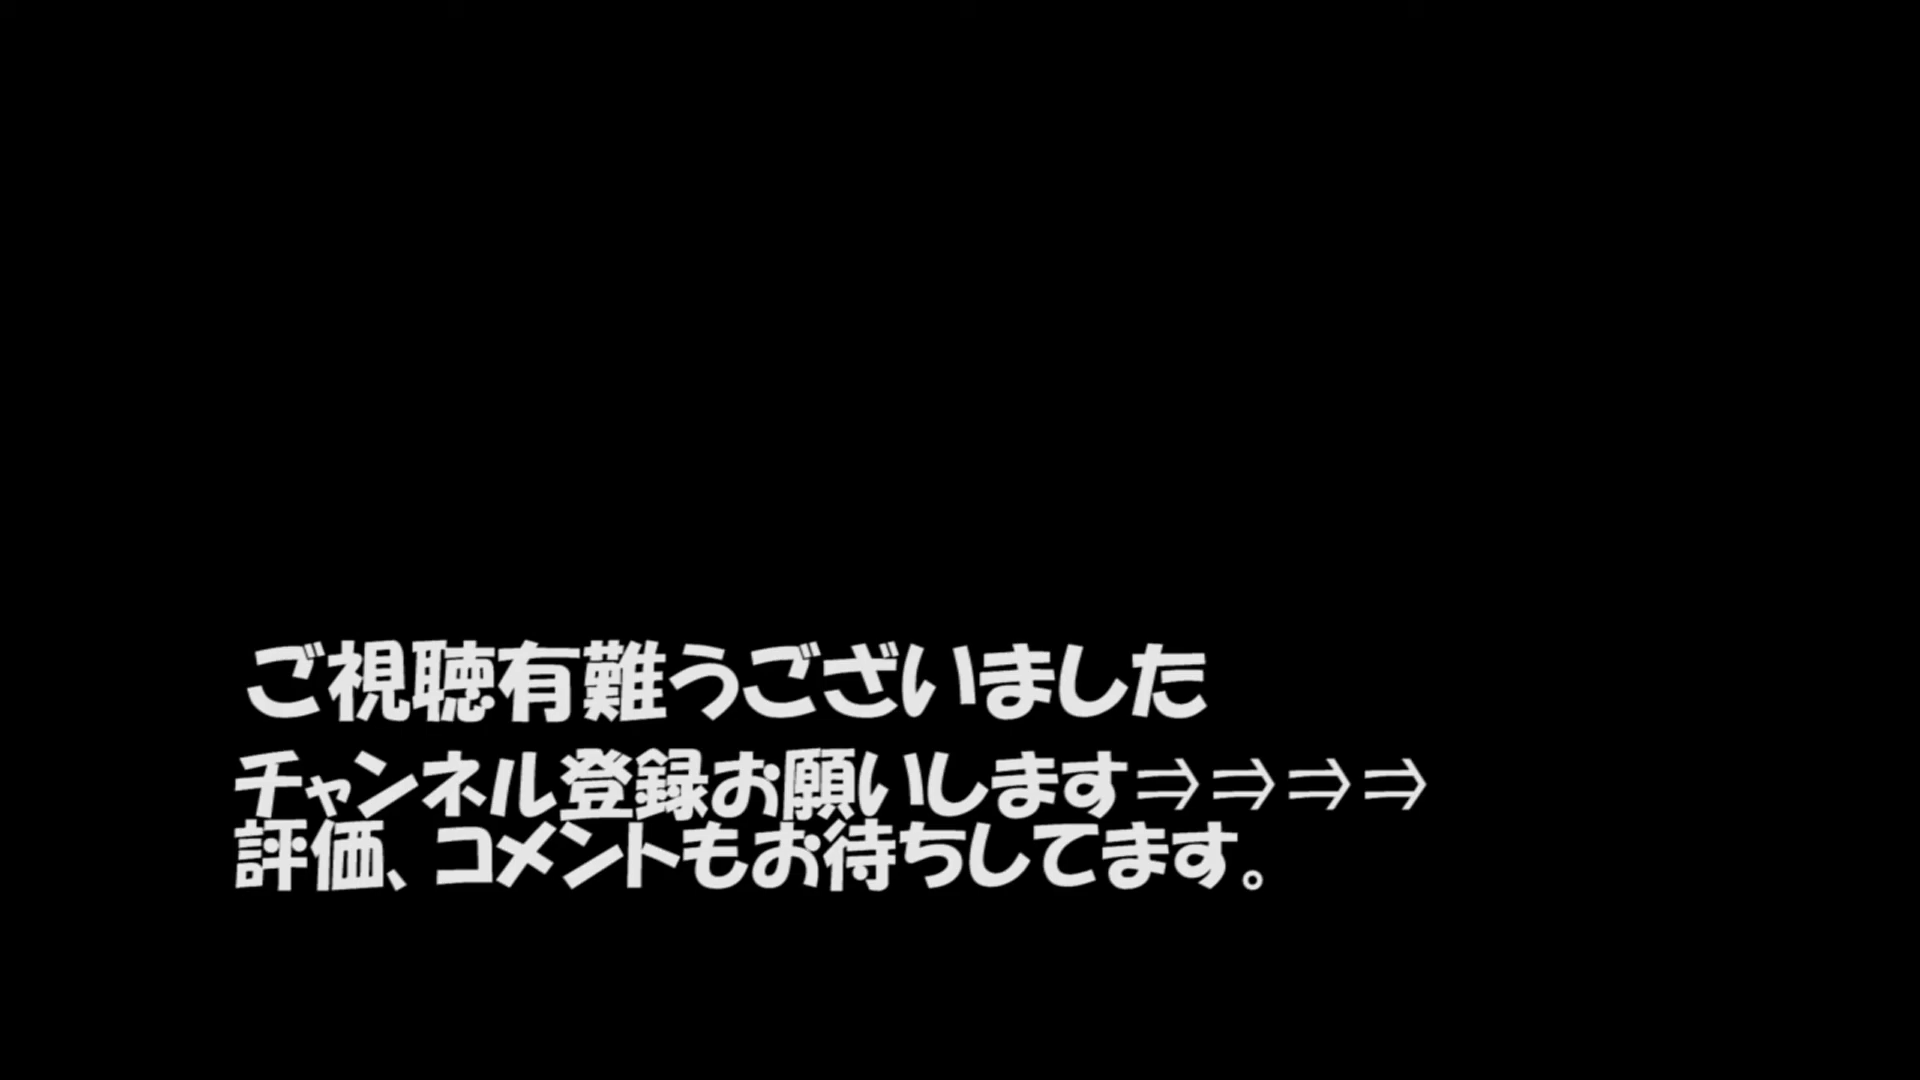 ご視聴有難うございました
チャンネル登録お願いします⇒⇒⇒⇒
評価、コメントもお待ちしてます。